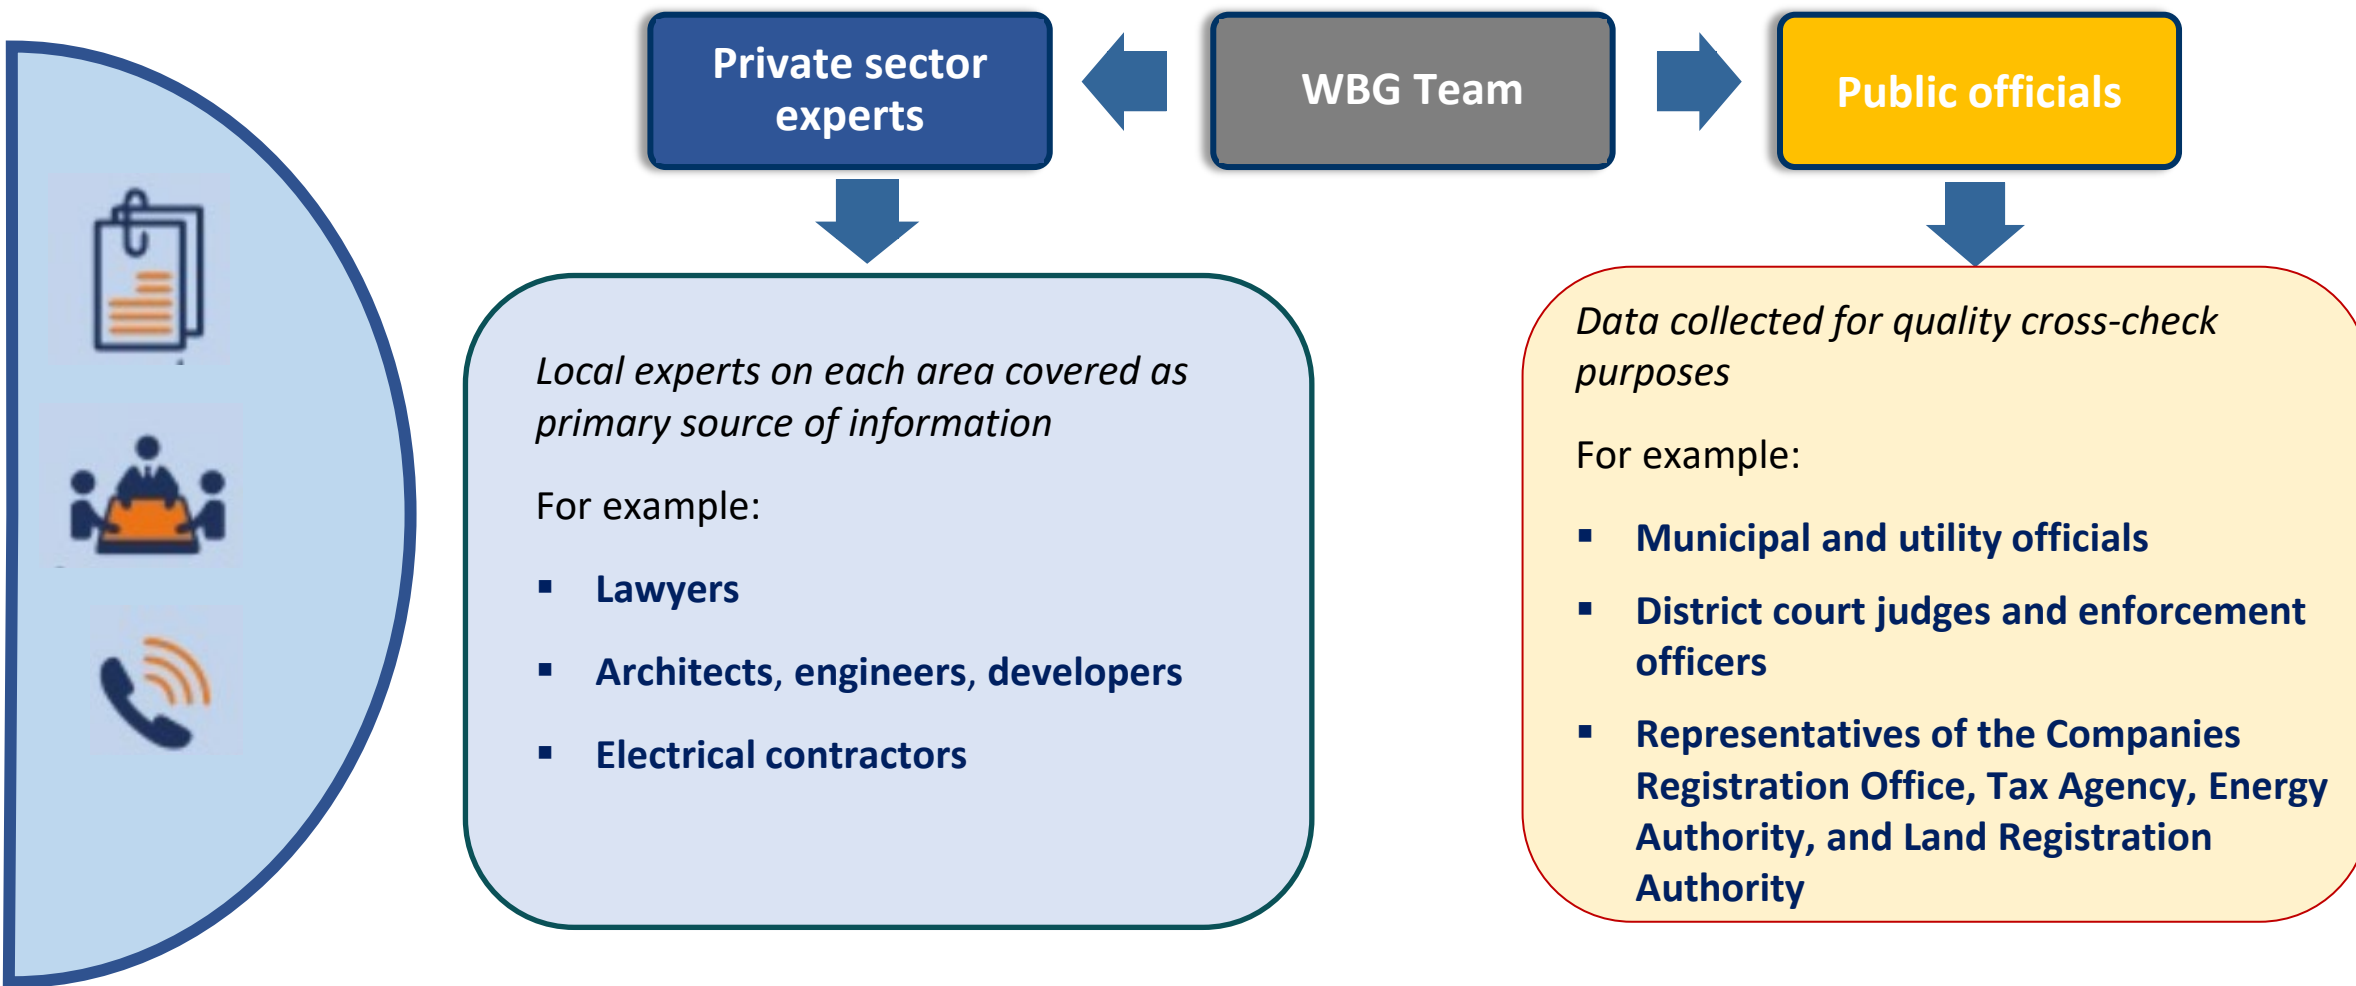 Private sector
experts
WBG Team
Public officials
Local experts on each area covered as
primary source of information
For example:
▪ Lawyers
▪ Architects, engineers, developers
▪ Electrical contractors
Data collected for quality cross-check
purposes
For example:
▪ Municipal and utility officials
▪ District court judges and enforcement
officers
▪ Representatives of the Companies
Registration Office, Tax Agency, Energy
Authority, and Land Registration
Authority